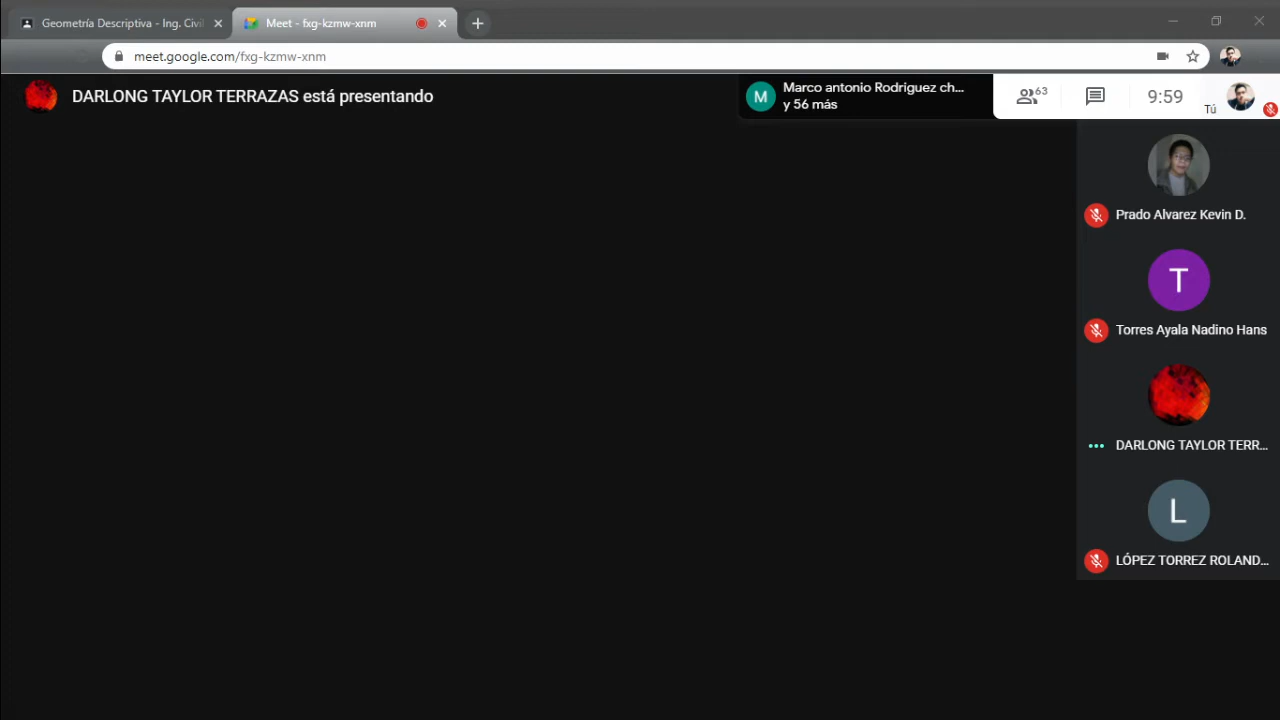 Geometría Descriptiva - Ing. Civil
Meet - fxg-kzmw-xnm
meet.google.com/fxg-kzmw-xnm
DARLONG TAYLOR TERRAZAS está presentando
M
Marco antonio Rodriguez ch...
y 56 más
63
9:59
Tú
Prado Alvarez Kevin D.
T
Torres Ayala Nadino Hans
DARLONG TAYLOR TERR...
L
LÓPEZ TORREZ ROLAND...